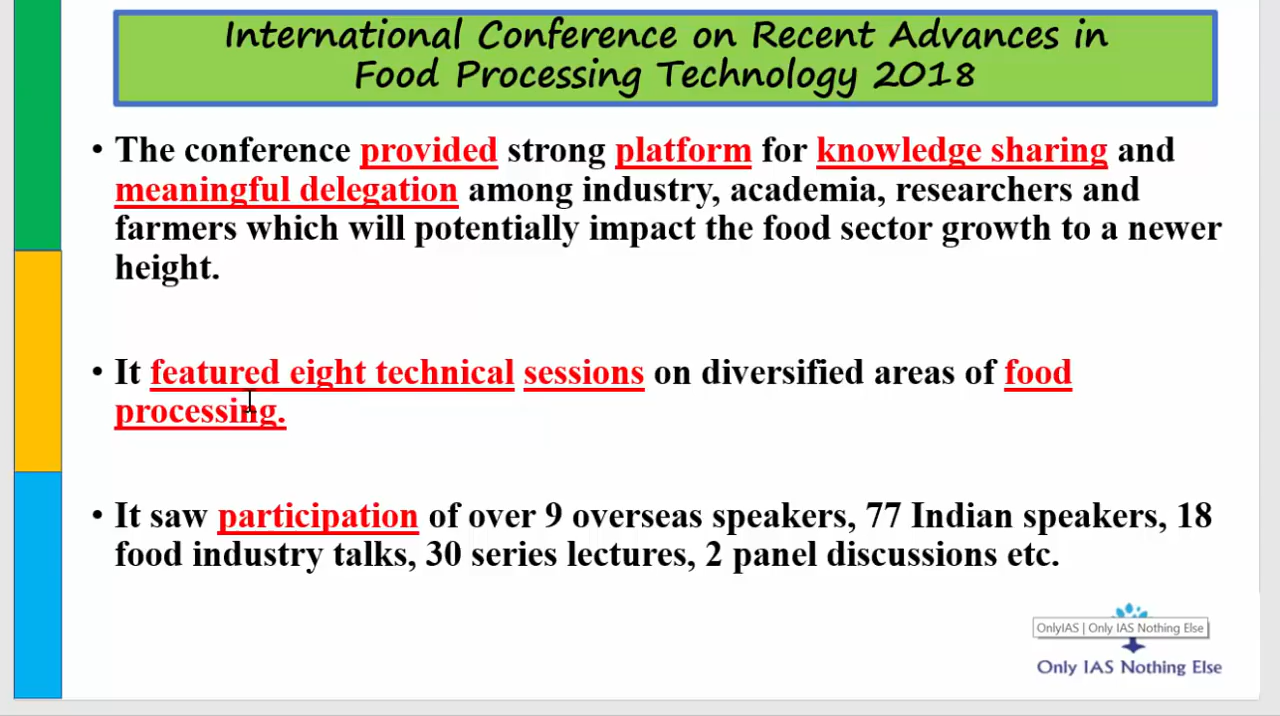 International Conference on Recent Advances in
Food Processing Technology 2018
• The conference provided strong platform for knowledge sharing and
meaningful delegation among industry, academia, researchers and
farmers which will potentially impact the food sector growth to a newer
height.
• It featured eight technical sessions on diversified areas of food
processing.
• It saw participation of over 9 overseas speakers, 77 Indian speakers, 18
food industry talks, 30 series lectures, 2 panel discussions etc.
OnlyIAS | Only IAS Nothing Else
Only IAS Nothing Else